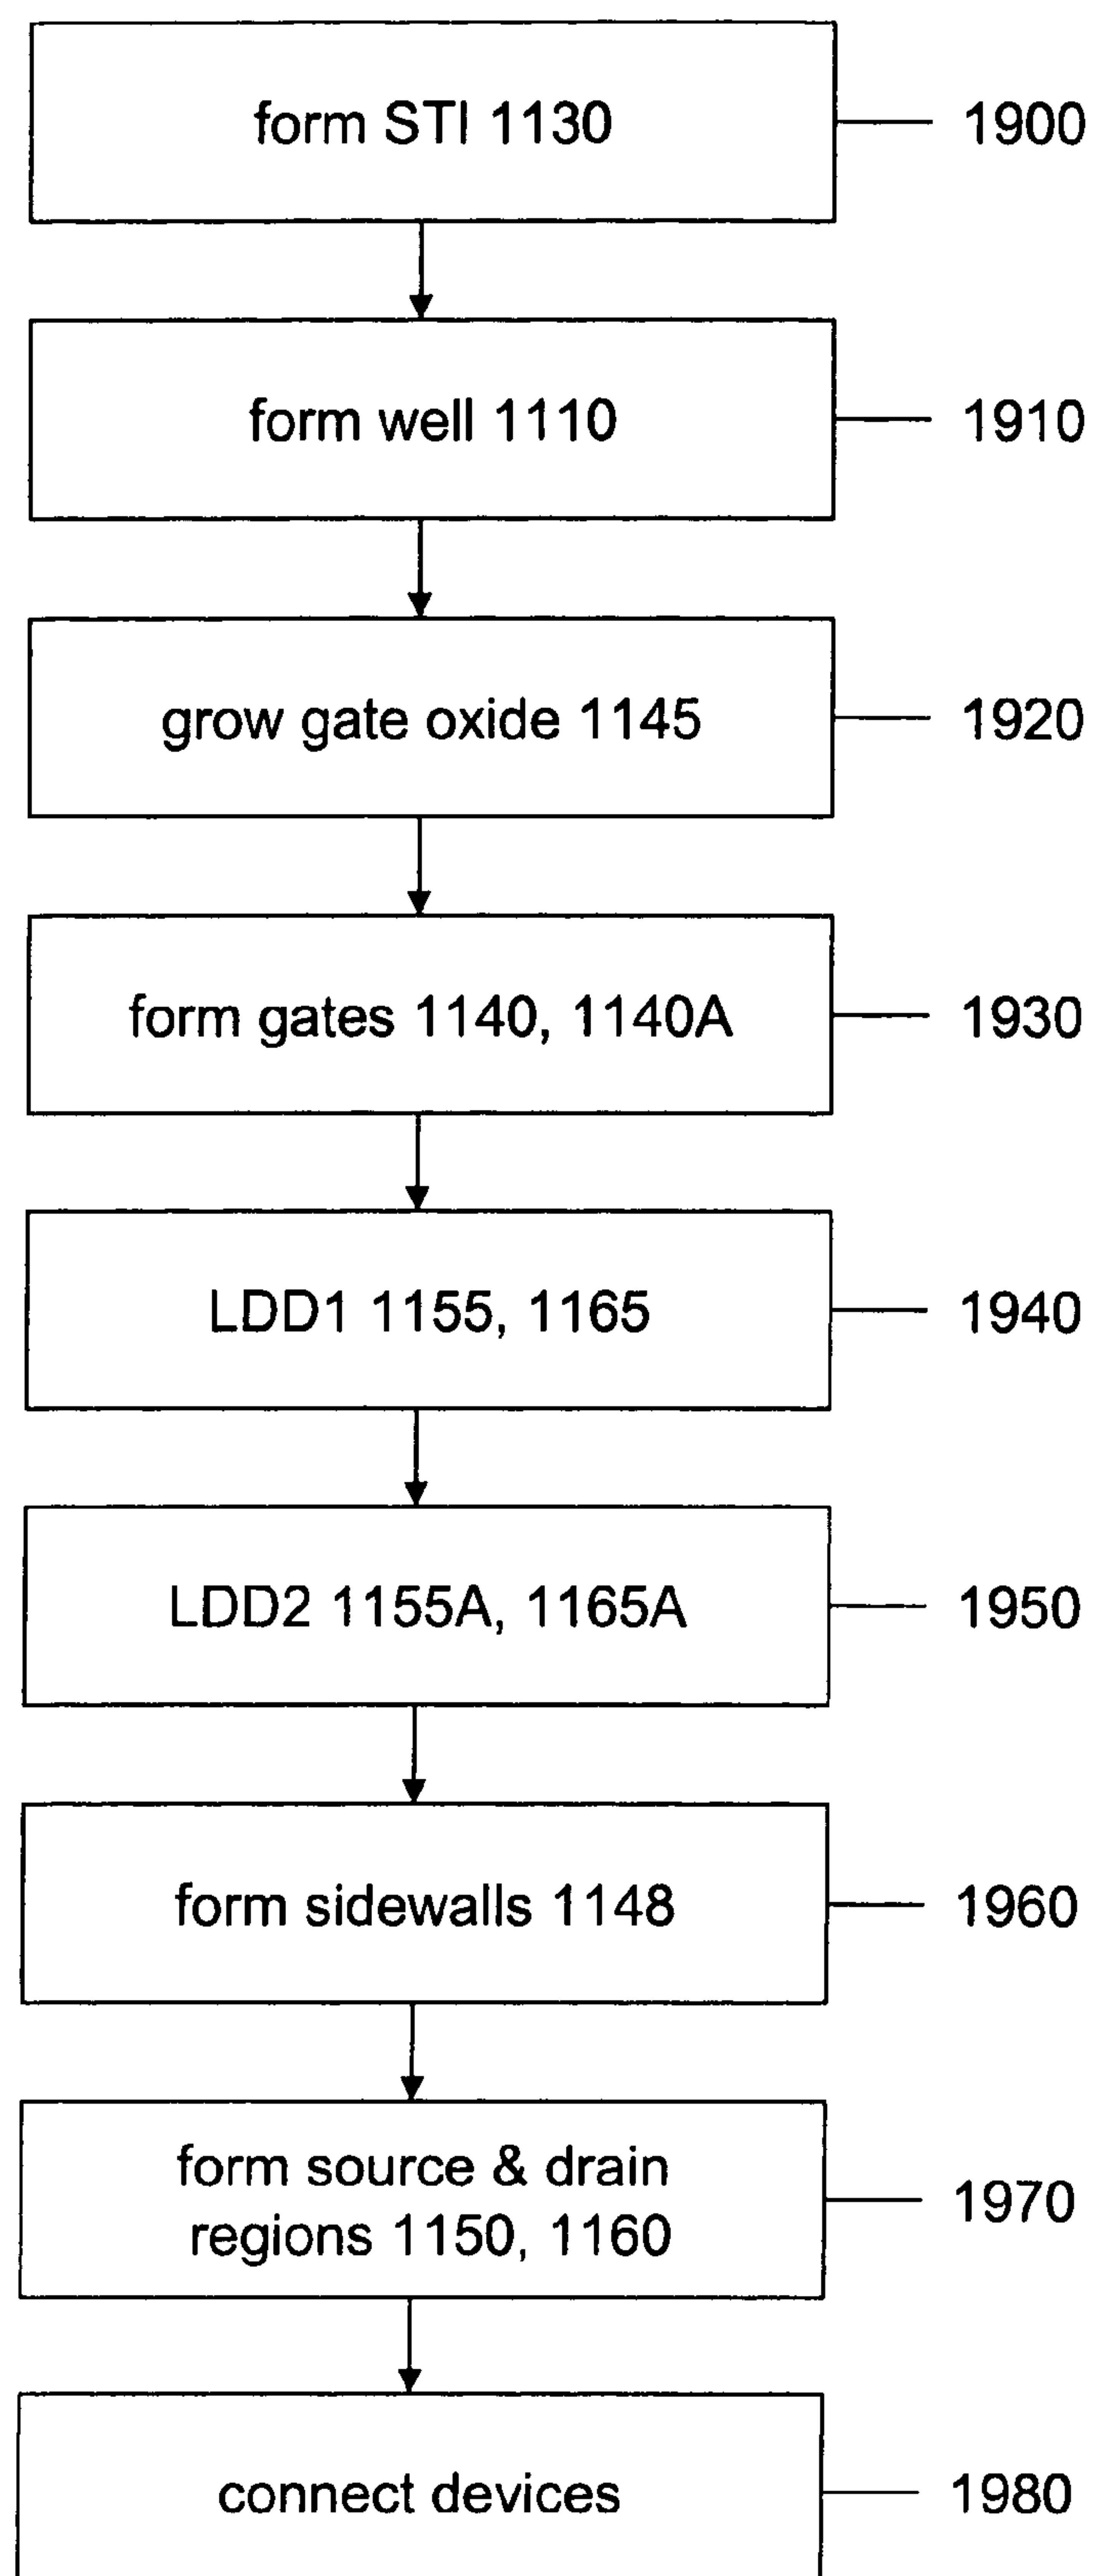 form STI 1130
1900
form well 1110
1910
grow gate oxide 1145
1920
form gates 1140, 1140A
1930
LDD1 1155, 1165
1940
LDD2 1155A, 1165A
1950
form sidewalls 1148
1960
form source & drain
regions 1150, 1160
1970
connect devices
1980